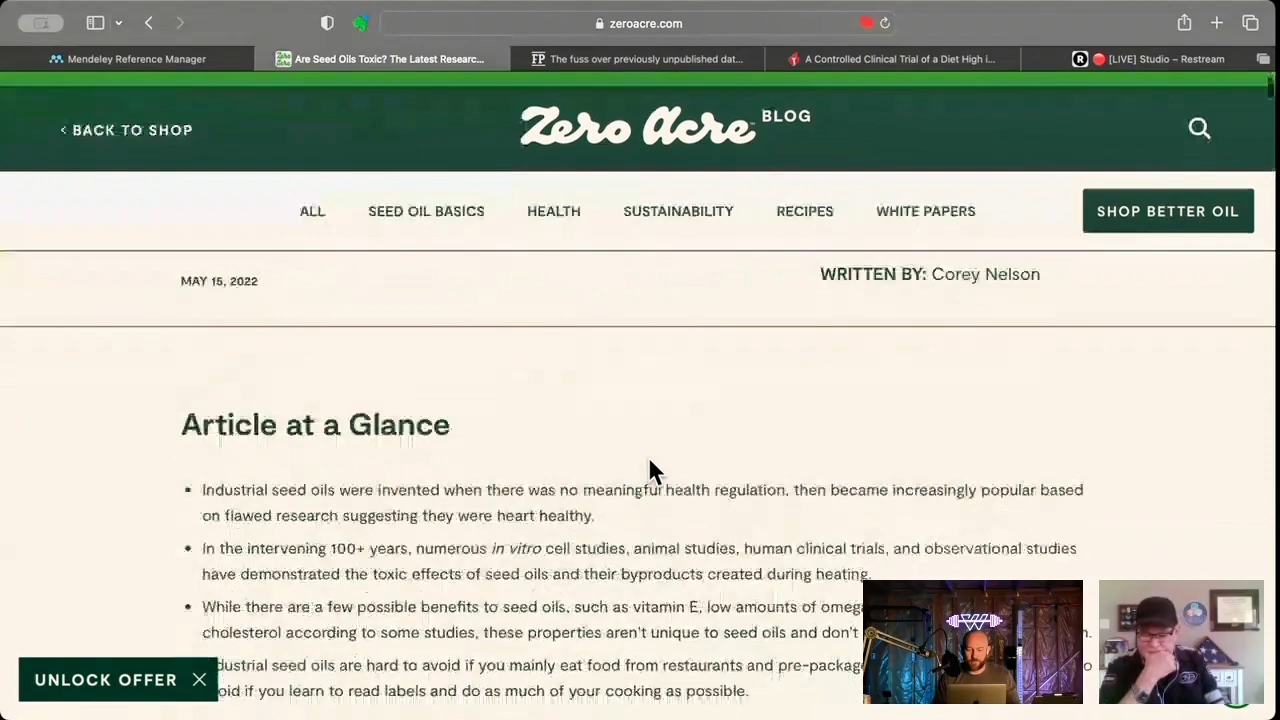 zeroacre.com
Mendeley Reference Manager
Are Seed Oils Toxic? The Latest Researc...
FP The fuss over previously unpublished dat...
A Controlled Clinical Trial of a Diet High i...
R [LIVE] Studio – Restream
< BACK TO SHOP
Zero Acre BLOG
ALL
SEED OIL BASICS
HEALTH
SUSTAINABILITY
RECIPES
WHITE PAPERS
SHOP BETTER OIL
MAY 15, 2022
WRITTEN BY: Corey Nelson
Article at a Glance
Industrial seed oils were invented when there was no meaningful health regulation, then became increasingly popular based
on flawed research suggesting they were heart healthy.
In the intervening 100+ years, numerous in vitro cell studies, animal studies, human clinical trials, and observational studies
have demonstrated the toxic effects of seed oils and their byproducts created during heating.
While there are a few possible benefits to seed oils, such as vitamin E, low amounts of
cholesterol according to some studies, these properties aren't unique to seed oils and don't
seed oils are hard to avoid if you mainly eat food from restaurants and
if you learn to read labels and do as much of your cooking as possible.
UNLOCK OFFER